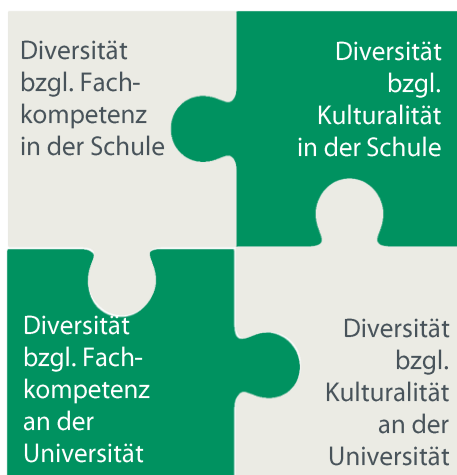 Diversität
bzgl. Fach-
kompetenz
in der Schule
Diversität
bzgl.
Kulturalität
in der Schule
Diversität
bzgl. Fach-
kompetenz
an der
Universität
Diversität
bzgl.
Kulturalität
an der
Universität